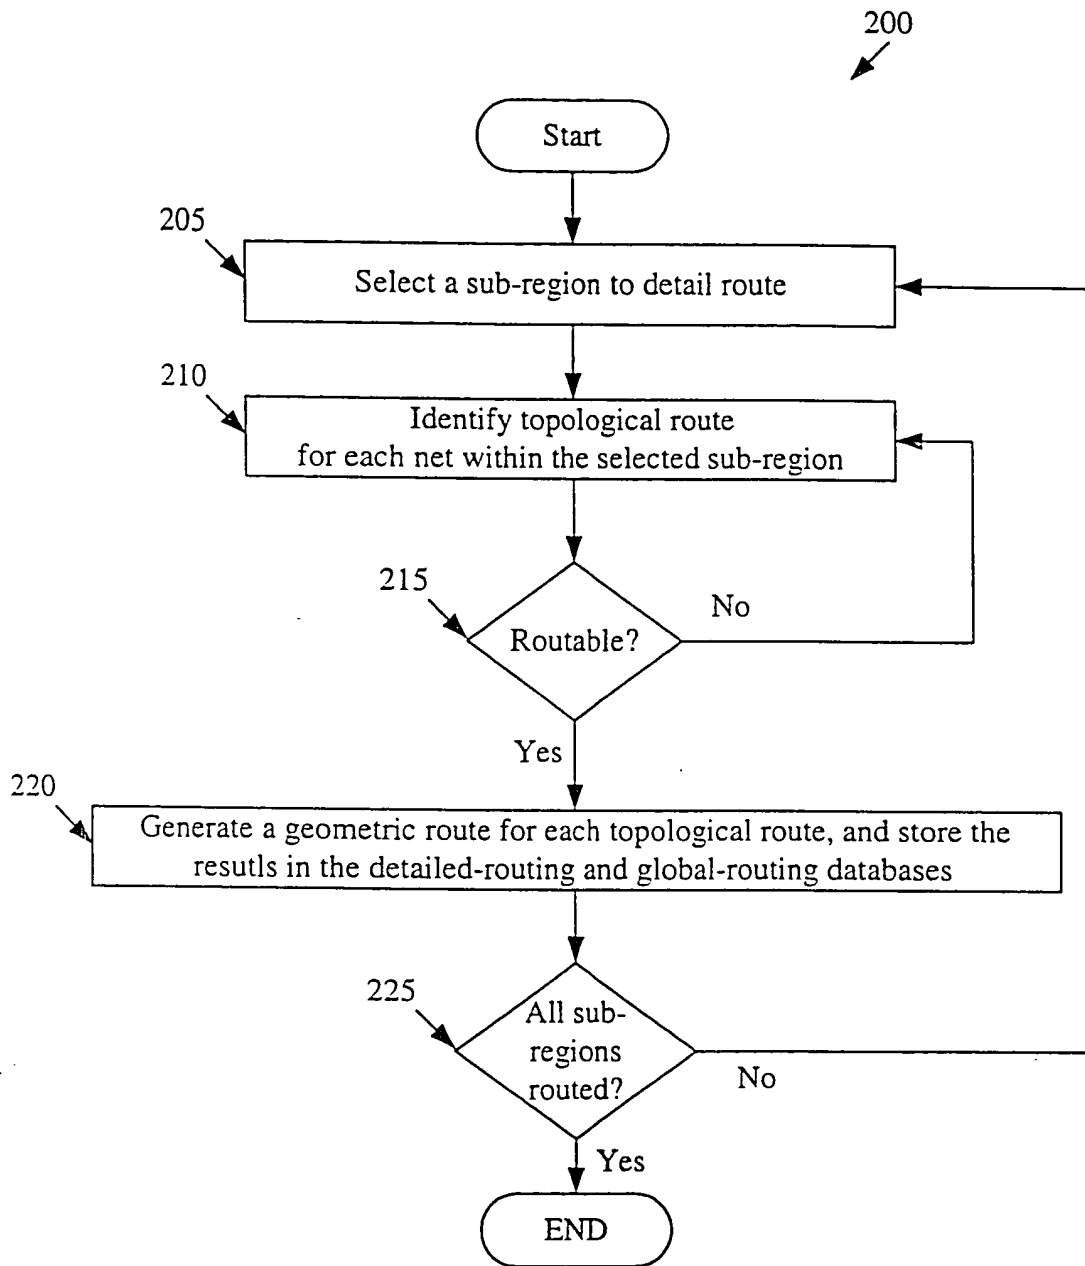 200
Start
205
Select a sub-region to detail route
210
Identify topological route
for each net within the selected sub-region
215
Routable?
No
Yes
220
Generate a geometric route for each topological route, and store the
resutls in the detailed-routing and global-routing databases
225
All sub-
regions
routed?
No
Yes
END